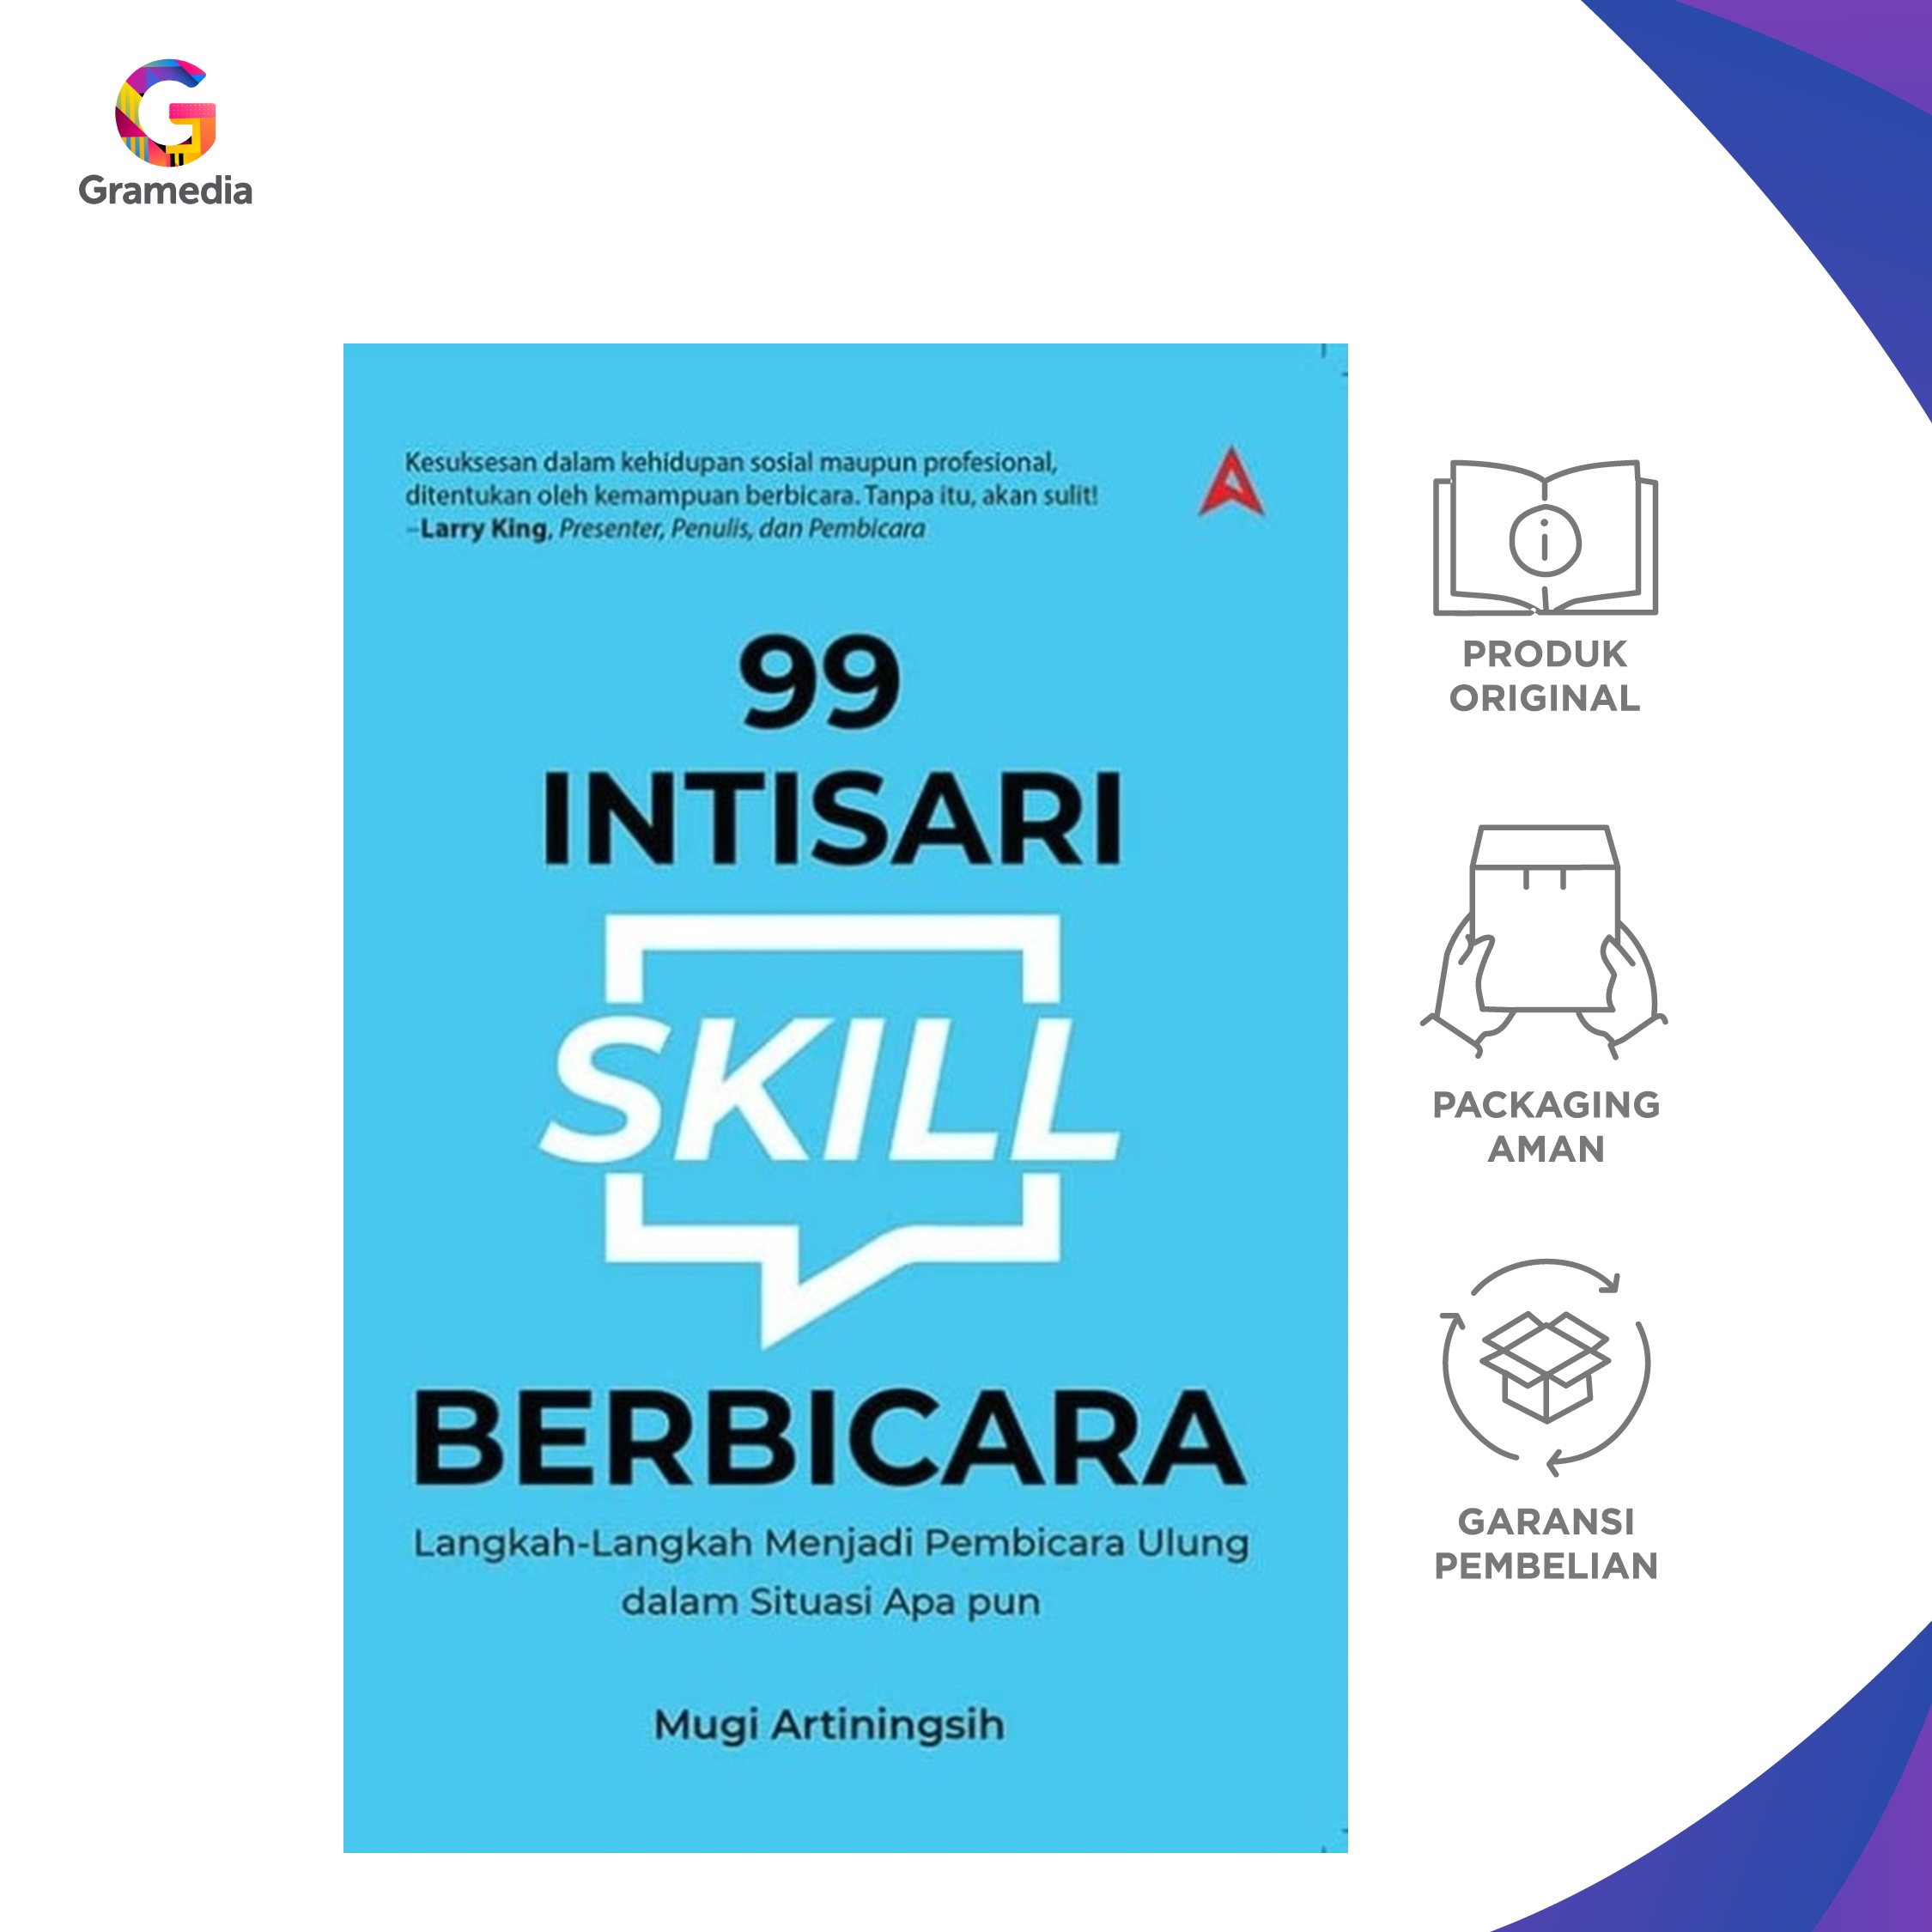 Gramedia
Kesuksesan dalam kehidupan sosial maupun profesional,
ditentukan oleh kemampuan berbicara. Tanpa itu, akan sulit!
–Larry King, Presenter, Penulis, dan Pembicara
99
INTISARI
SKILL
BERBICARA
Langkah-Langkah Menjadi Pembicara Ulung
dalam Situasi Apa pun
Mugi Artiningsih
PRODUK
ORIGINAL
PACKAGING
AMAN
GARANSI
PEMBELIAN